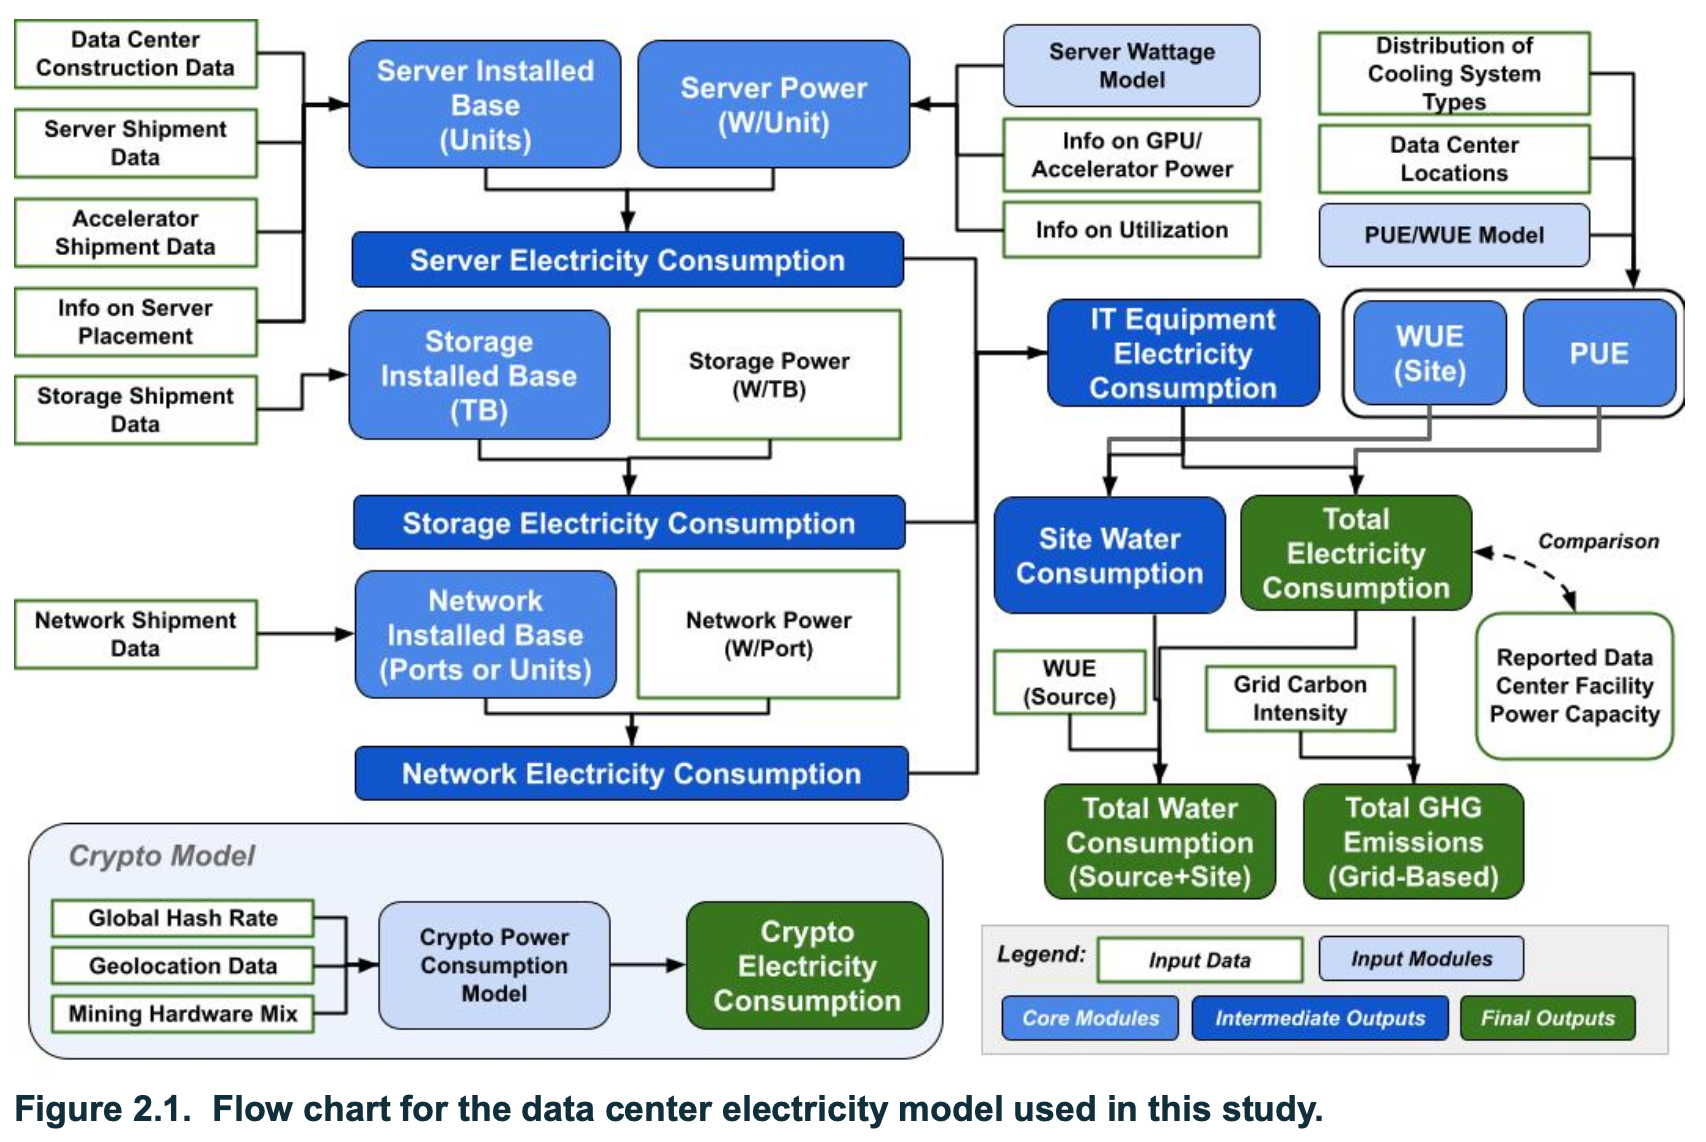 Data Center
Construction Data
Server Shipment
Data
Accelerator
Shipment Data
Info on Server
Placement
Storage Shipment
Data
Network Shipment
Data
Server Installed
Base
(Units)
Server Power
(W/Unit)
Server Electricity Consumption
Storage
Installed Base
(TB)
Storage Power
(W/TB)
Storage Electricity Consumption
Network
Installed Base
(Ports or Units)
Network Power
(W/Port)
Network Electricity Consumption
Server Wattage
Model
Info on GPU/
Accelerator Power
Info on Utilization
Distribution of
Cooling System
Types
Data Center
Locations
PUE/WUE Model
IT Equipment
Electricity
Consumption
WUE
(Site)
PUE
Site Water
Consumption
Total
Electricity
Consumption
Comparison
Reported Data
Center Facility
Power Capacity
WUE
(Source)
Grid Carbon
Intensity
Total Water
Consumption
(Source+Site)
Total GHG
Emissions
(Grid-Based)
Crypto Model
Global Hash Rate
Geolocation Data
Mining Hardware Mix
Crypto Power
Consumption
Model
Crypto
Electricity
Consumption
Legend:
Input Data
Input Modules
Core Modules
Intermediate Outputs
Final Outputs
Figure 2.1. Flow chart for the data center electricity model used in this study.